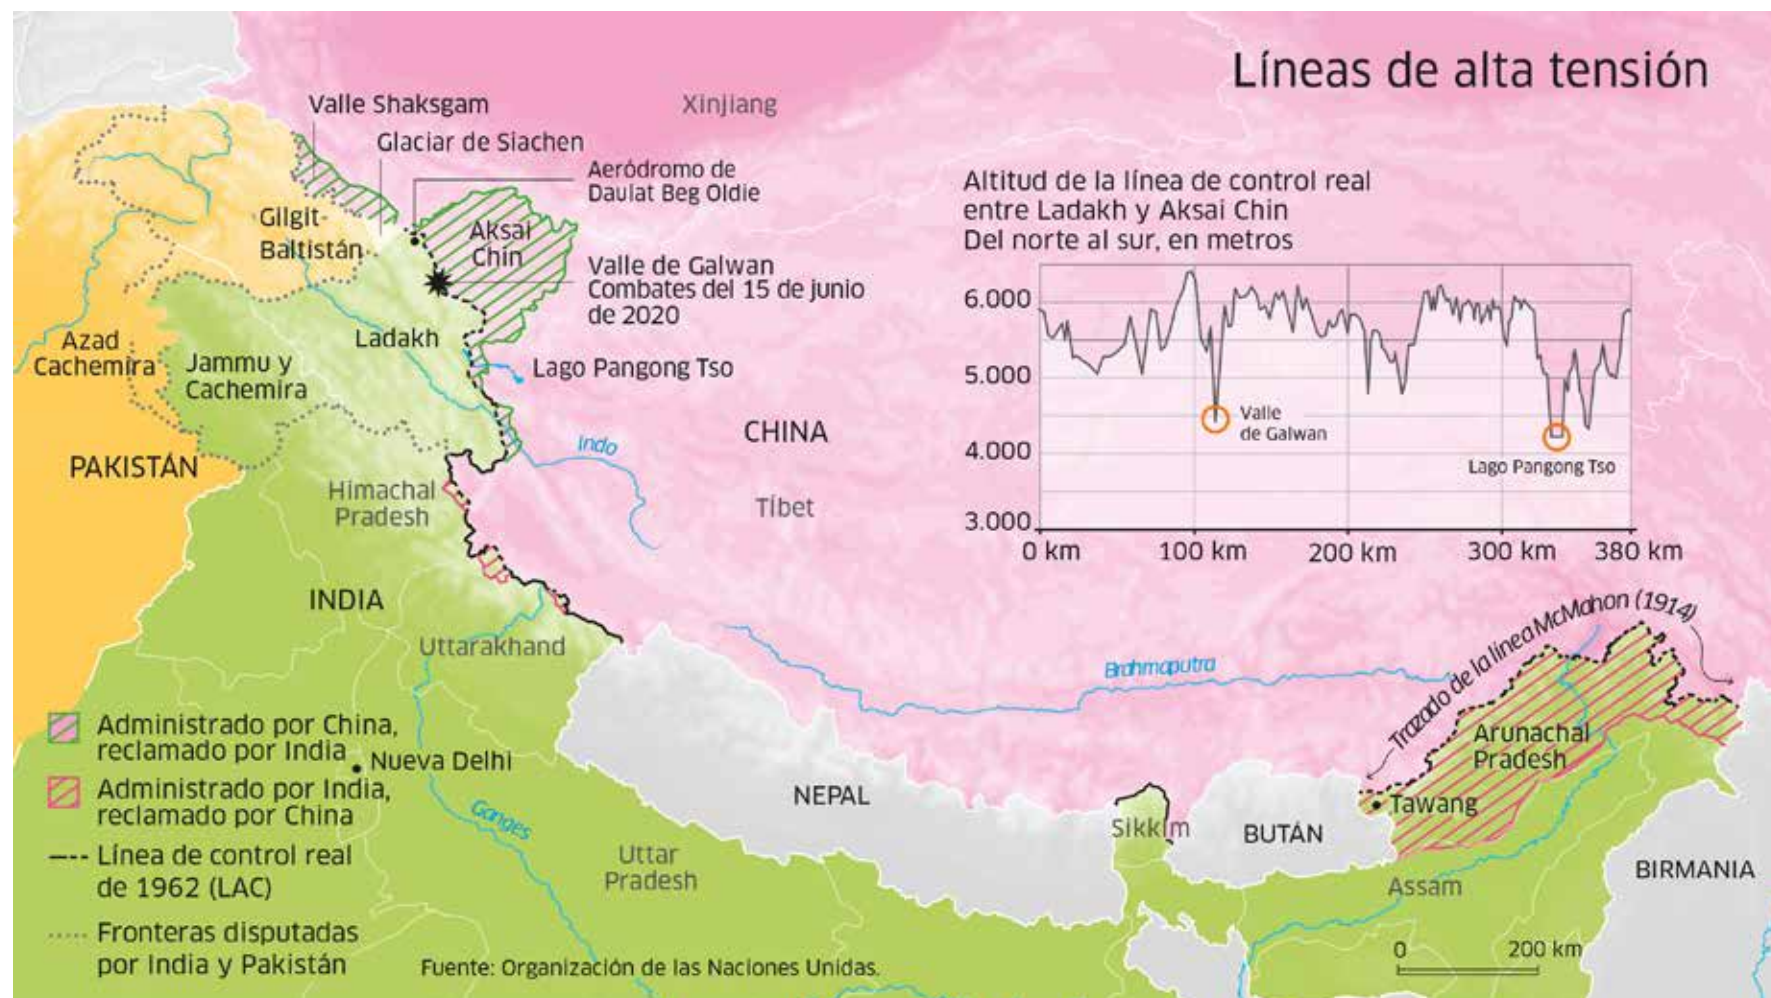 Líneas de alta tensión
Valle Shaksgam
Xinjiang
Glaciar de Siachen
Aeródromo de
Daulat Beg Oldie
Gilgit-
Baltistán
Aksai
Chin
Valle de Galwan
Combates del 15 de junio
de 2020
Azad
Cachemira
Jammu y
Cachemira
Ladakh
Lago Pangong Tso
CHINA
PAKISTÁN
Indo
Himachal
Pradesh
Tíbet
INDIA
Uttarakhand
Altitud de la línea de control real
entre Ladakh y Aksai Chin
Del norte al sur, en metros
6.000
5.000
4.000
3.000
Valle
de Galwan
Lago Pangong Tso
0 km
100 km
200 km
300 km
380 km
Brahmaputra
Trazado de la línea McMahon (1914)
Arunachal
Pradesh
Tawang
NEPAL
Sikkim
BUTÁN
BIRMANIA
Assam
Nueva Delhi
Ganges
Uttar
Pradesh
Administrado por China,
reclamado por India
Administrado por India,
reclamado por China
Línea de control real
de 1962 (LAC)
Fronteras disputadas
por India y Pakistán
Fuente: Organización de las Naciones Unidas.
0
200 km